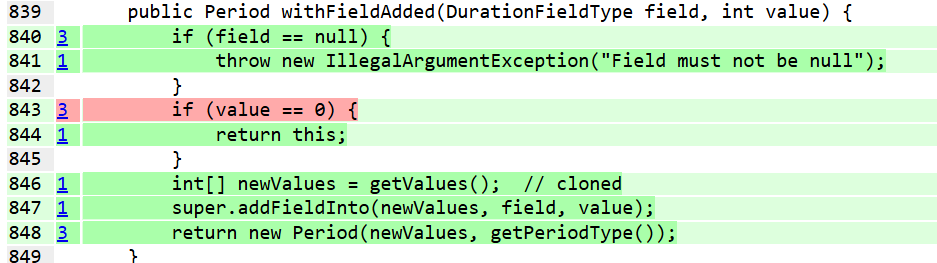 839 public Period withFieldAdded(DurationFieldType field, int value) {
840 3 if (field == null) {
841 1 throw new IllegalArgumentException("Field must not be null");
842 }
843 3 if (value == 0) {
844 1 return this;
845 }
846 1 int[] newValues = getValues(); // cloned
847 1 super.addFieldInto(newValues, field, value);
848 3 return new Period(newValues, getPeriodType());
849 }